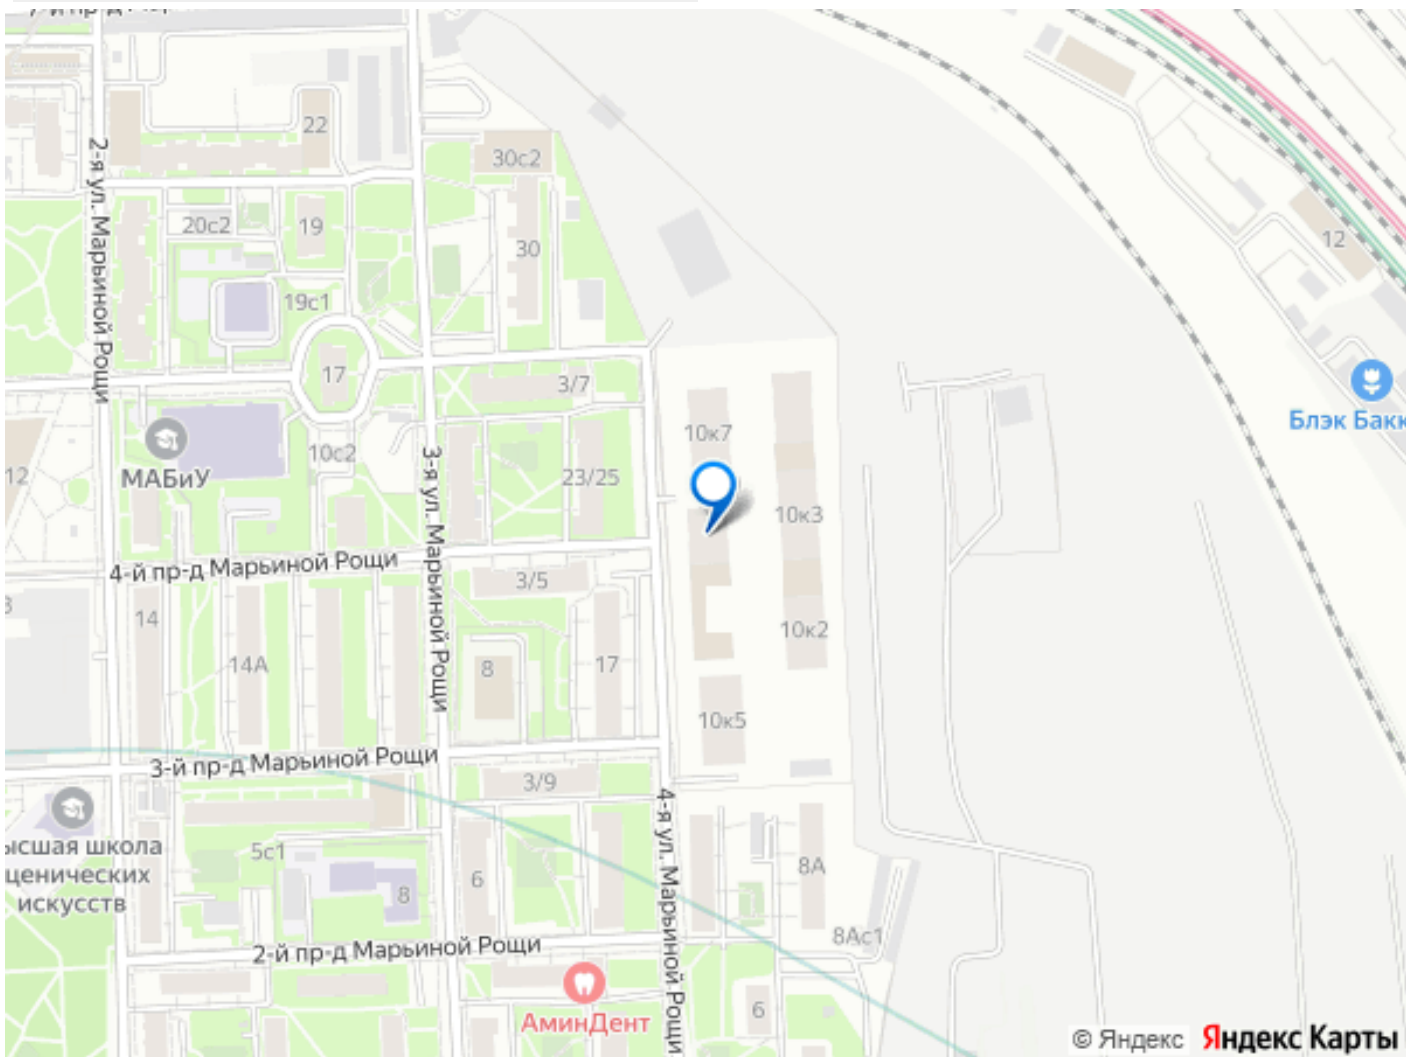 22
30с2
2-я ул. Марьиной Рощи
20с2
19
30
12
19с1
17
3/7
Блэк Бакк
10к7
3-я ул. Марьиной Рощи
10с2
МАБиУ
12
23/25
10к3
4-й пр-д Марьиной Рощи
3/5
14
10к2
14А
8
17
10к5
3-й пр-д Марьиной Рощи
3/9
4-я ул. Марьиной Рощи
ысшая школа
ценических
искусств
5с1
8А
6
8
8Ас1
2-й пр-д Марьиной Рощи
АминДент
6
© Яндекс Яндекс Карты